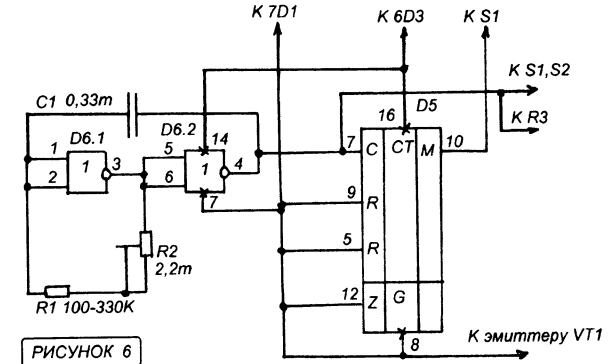 К 7D1 К 6D3 К S1
К S1,S2
C1 0,33m D5
D6.1 D6.2 14 16 К R3
1 1 3 5 1 4 7 C CT M 10
2 6
7 9 R
5 R
R2
2,2m
12 Z G
R1 100-330K
8 К эмиттеру VT1
РИСУНОК 6